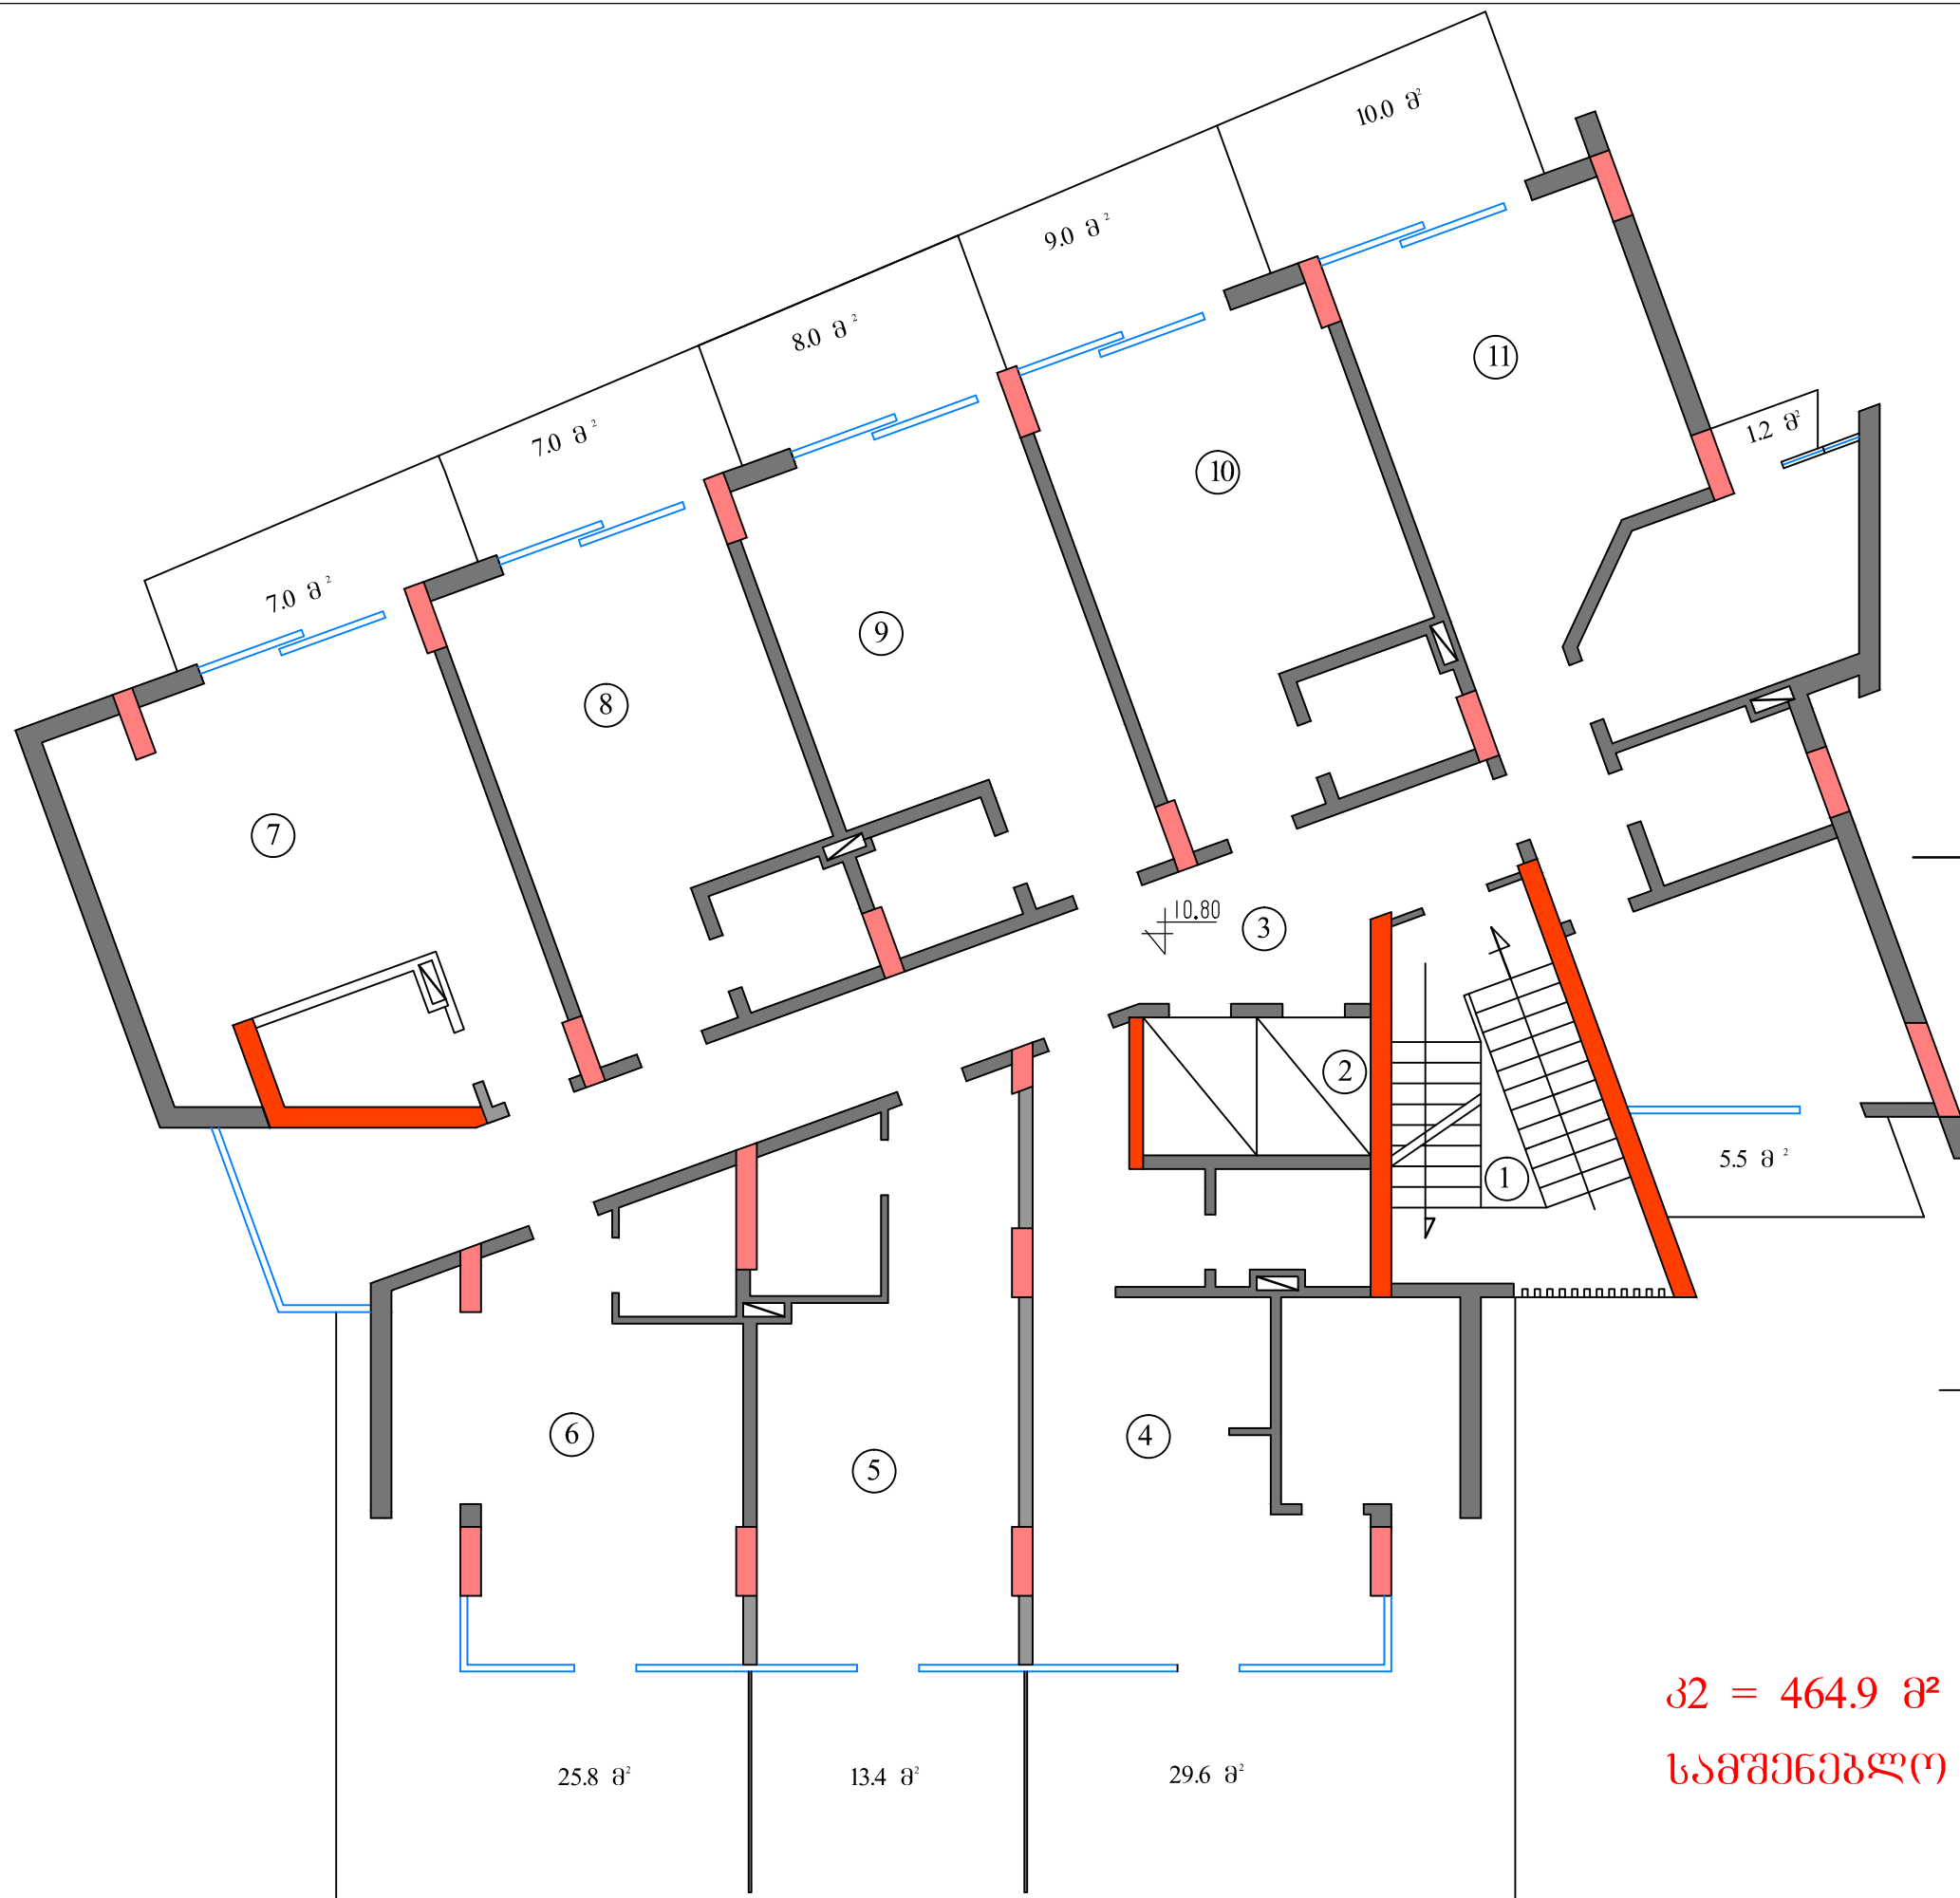 10.0 მ²
9.0 მ²
8.0 მ²
7.0 მ²
7.0 მ²
11
1.2 მ²
10
9
8
7
10.80
3
2
1
5.5 მ²
6
5
4
კ2 = 464.9 მ²
სამშენებლო
25.8 მ²
13.4 მ²
29.6 მ²